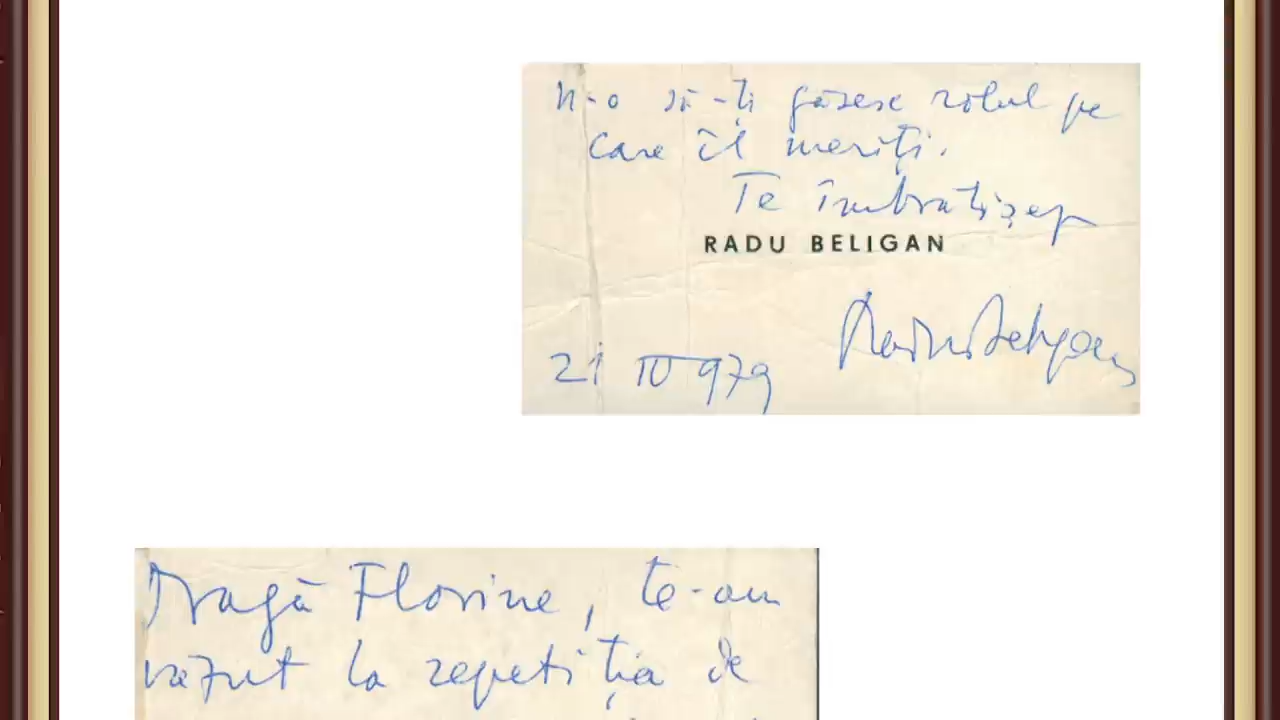 n-o să-ți găsesc rolul pe
care îl meriți.
Te îmbrățișez
RADU BELIGAN
Radu Beligan
21 IV 979
Dragă Florine, te-am
văzut la repetiția de